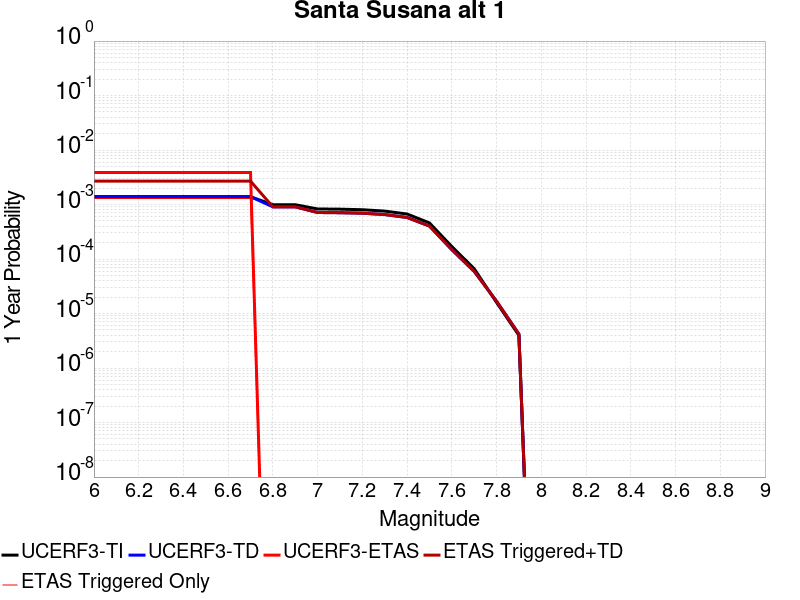 Santa Susana alt 1
10^0
10^-1
10^-2
10^-3
10^-4
10^-5
10^-6
10^-7
10^-8
1 Year Probability
6 6.2 6.4 6.6 6.8 7 7.2 7.4 7.6 7.8 8 8.2 8.4 8.6 8.8 9
Magnitude
UCERF3-TI UCERF3-TD UCERF3-ETAS ETAS Triggered+TD
ETAS Triggered Only